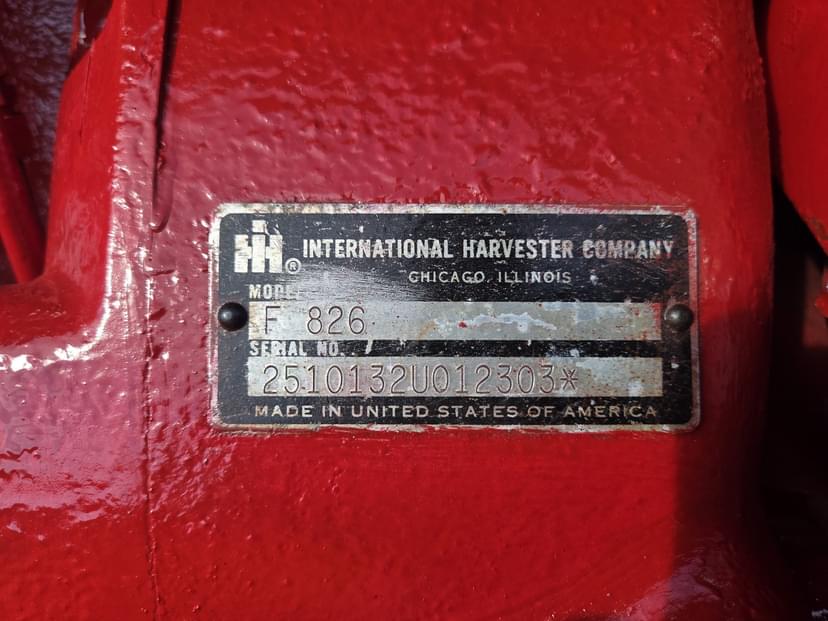 IH® INTERNATIONAL HARVESTER COMPANY
CHICAGO, ILLINOIS
MODEL
F 826
SERIAL NO.
2510132U012303*
MADE IN UNITED STATES OF AMERICA